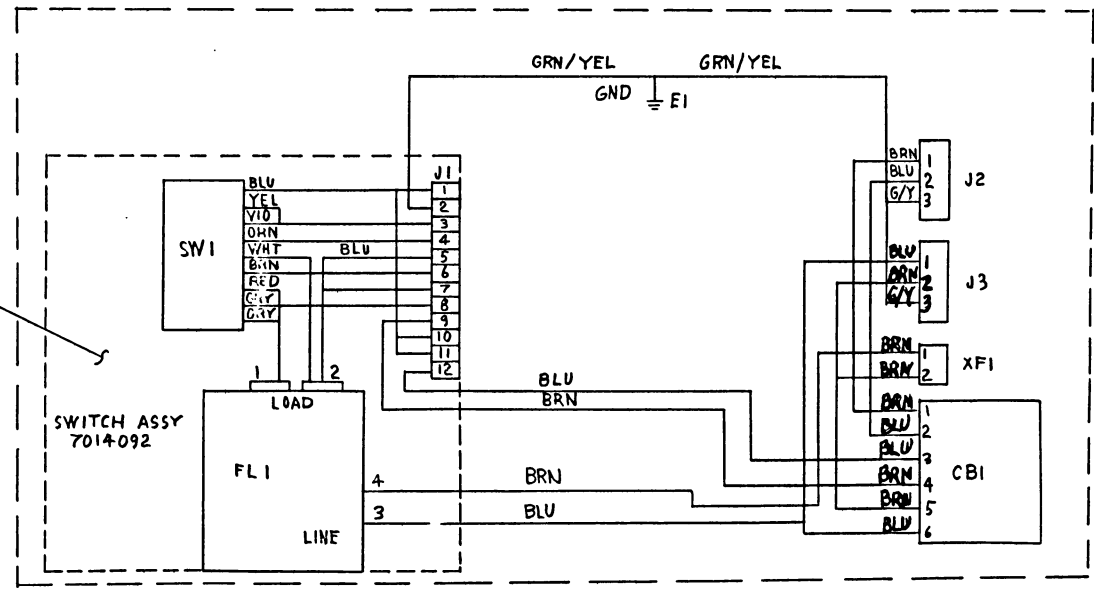 GRN/YEL GRN/YEL
GND E1
J1
1
2
3
4
5
6
7
8
9
10
11
12
SW1
BLU
YEL
VIO
ORN
WHT
BRN
RED
GRY
GRY
BLU
BRN 1
BLU 2
G/Y 3
J2
BLU 1
BRN 2
G/Y 3
J3
BRN 1
BRN 2
XF1
BRN 1
BLU 2
BLU 3
BRN 4
BRN 5
BLU 6
CB1
BLU
BRN
1 2
LOAD
SWITCH ASSY
7014092
FL1
4 BRN
3 BLU
LINE